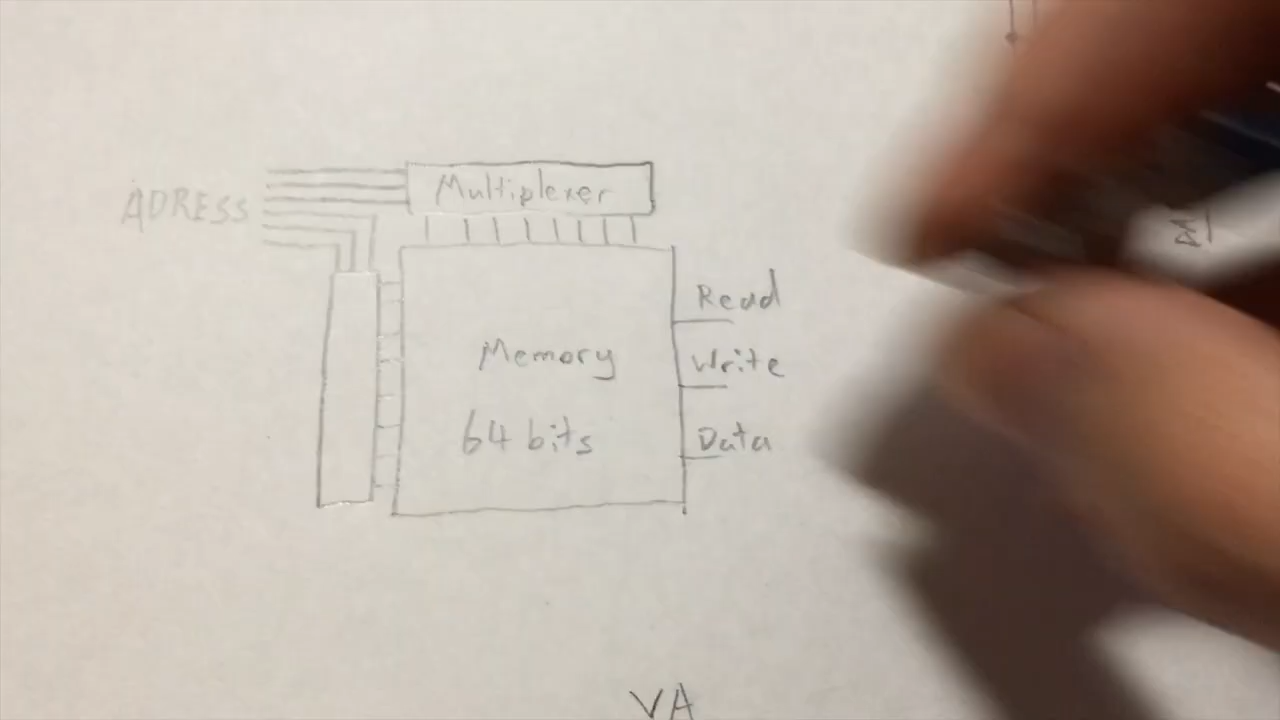 Multiplexer
ADRESS
Read
Memory
Write
64 bits
Data
VA